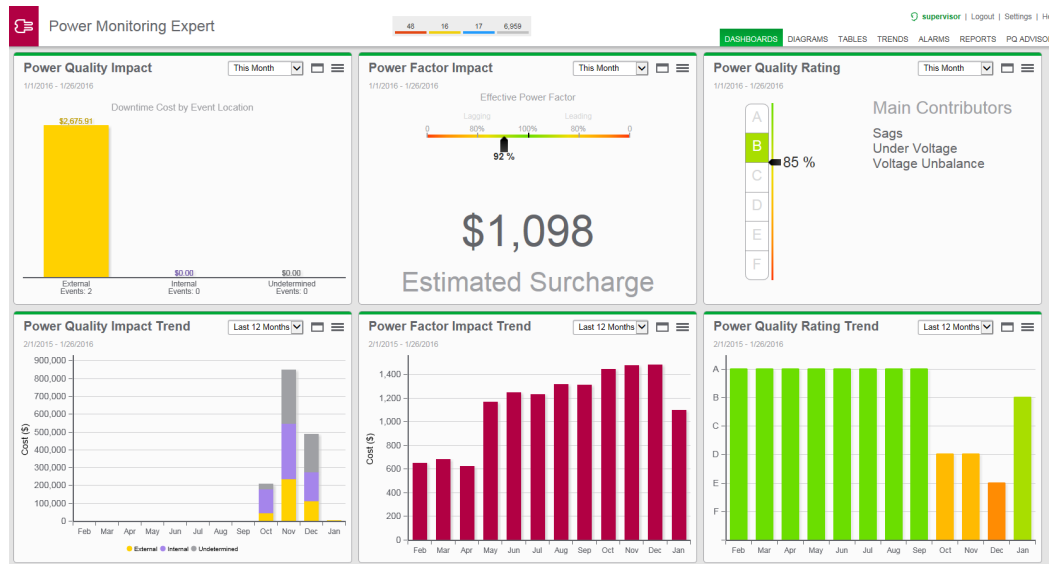 Power Monitoring Expert
48 16 17 6,959
supervisor | Logout | Settings |
DASHBOARDS DIAGRAMS TABLES TRENDS ALARMS REPORTS PQ ADVISOR
Power Quality Impact
This Month
1/1/2016 - 1/26/2016
Downtime Cost by Event Location
$2,675.91
$0.00
$0.00
External
Events: 2
Internal
Events: 0
Undetermined
Events: 0
Power Factor Impact
This Month
1/1/2016 - 1/26/2016
Effective Power Factor
Lagging Leading
0 80% 100% 80% 0
92 %
$1,098
Estimated Surcharge
Power Quality Rating
This Month
1/1/2016 - 1/26/2016
A
B
C
D
E
F
85 %
Main Contributors
Sags
Under Voltage
Voltage Unbalance
Power Quality Impact Trend
Last 12 Months
2/1/2015 - 1/26/2016
Cost ($)
900,000
800,000
700,000
600,000
500,000
400,000
300,000
200,000
100,000
0
Feb Mar Apr May Jun Jul Aug Sep Oct Nov Dec Jan
External Internal Undetermined
Power Factor Impact Trend
Last 12 Months
2/1/2015 - 1/26/2016
Cost ($)
1,400
1,200
1,000
800
600
400
200
0
Feb Mar Apr May Jun Jul Aug Sep Oct Nov Dec Jan
Power Quality Rating Trend
Last 12 Months
2/1/2015 - 1/26/2016
A
B
C
D
E
F
Feb Mar Apr May Jun Jul Aug Sep Oct Nov Dec Jan